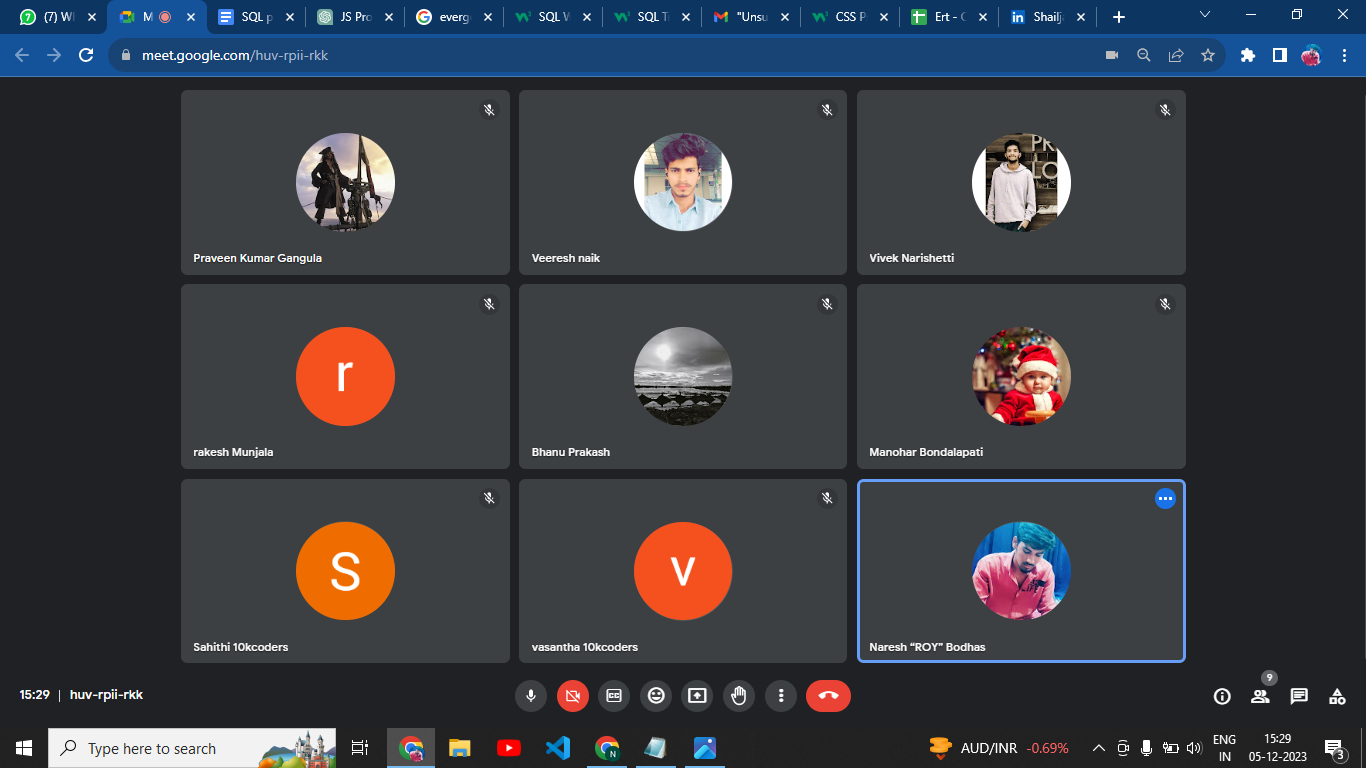 (7) W
M
SQL p
JS Pro
everg
SQL W
SQL T
"Unsu
CSS P
Ert - C
Shailj
meet.google.com/huv-rpii-rkk
PR
LO
Praveen Kumar Gangula
Veeresh naik
Vivek Narishetti
r
rakesh Munjala
Bhanu Prakash
Manohar Bondalapati
S
Sahithi 10kcoders
v
vasantha 10kcoders
Naresh “ROY” Bodhas
15:29 | huv-rpii-rkk
9
Type here to search
N
AUD/INR -0.69%
ENG
IN
15:29
05-12-2023
3